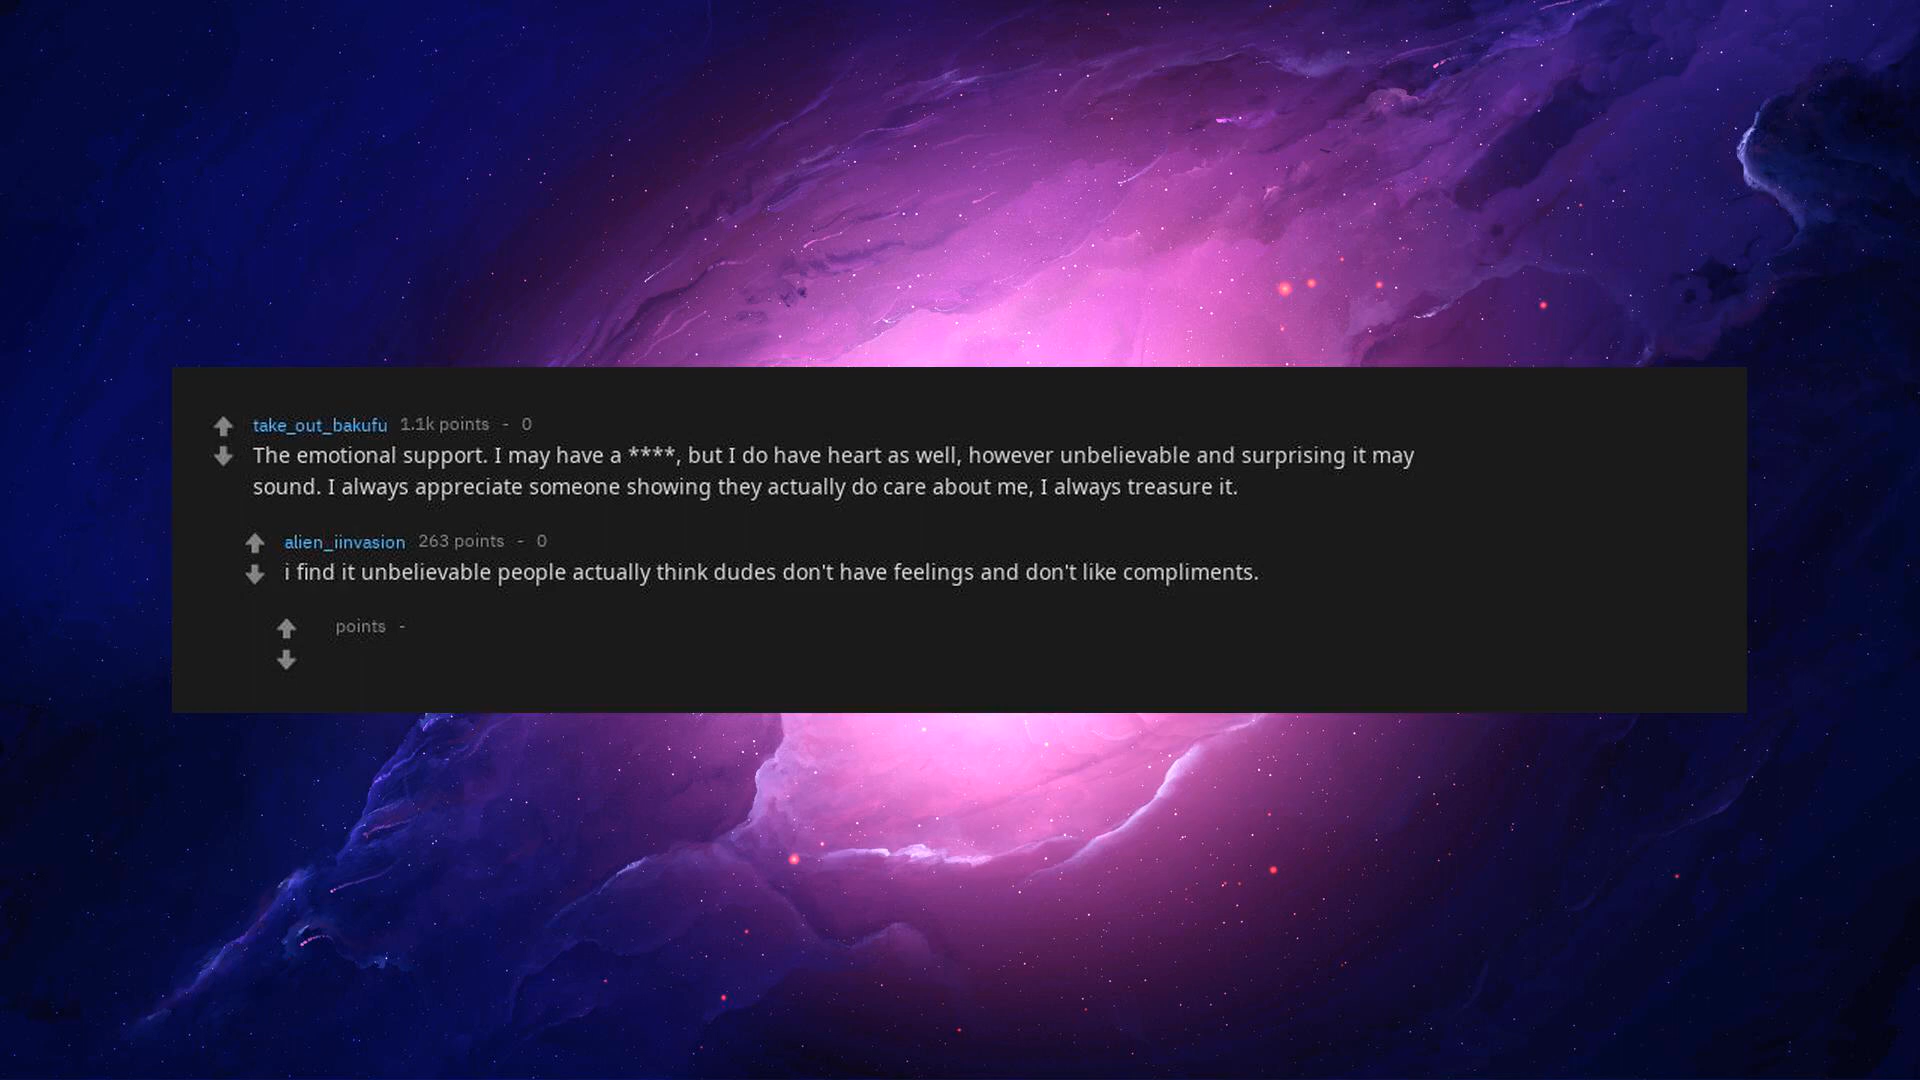 take_out_bakufu 1.1k points - 0
The emotional support. I may have a ****, but I do have heart as well, however unbelievable and surprising it may
sound. I always appreciate someone showing they actually do care about me, I always treasure it.
alien_iinvasion 263 points - 0
i find it unbelievable people actually think dudes don't have feelings and don't like compliments.
points -